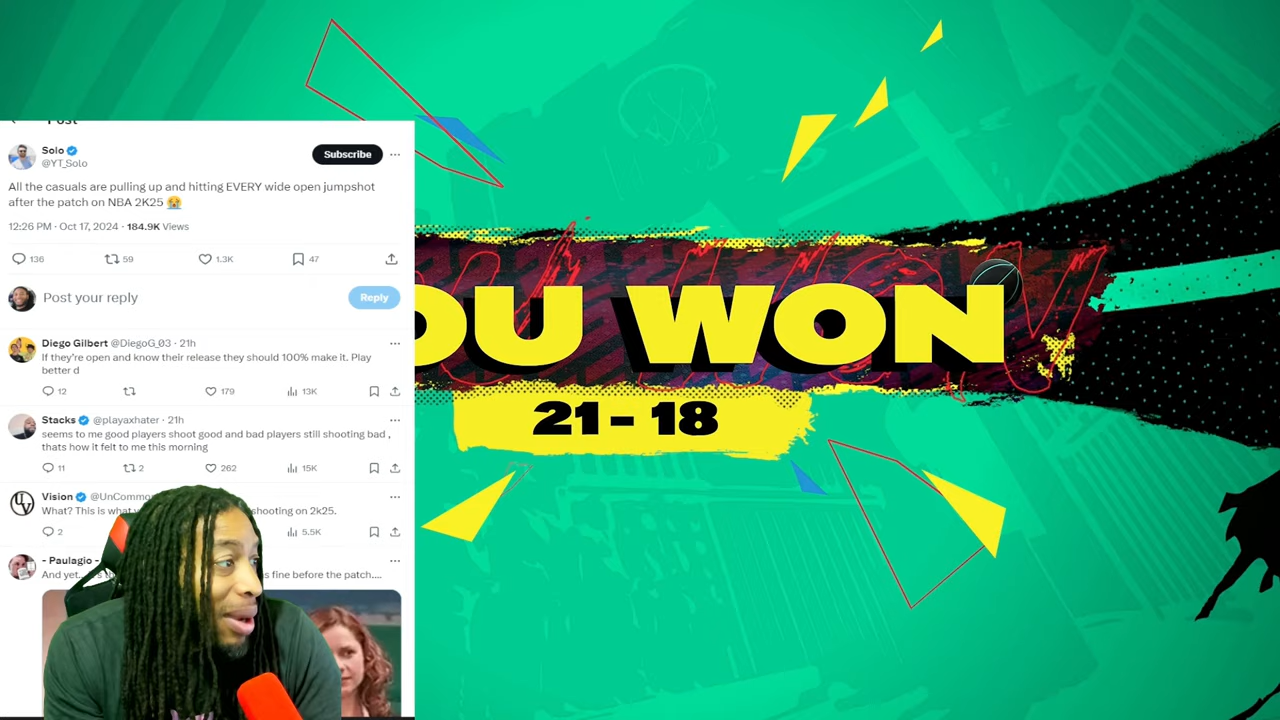 Post
Solo
@YT_Solo
Subscribe
All the casuals are pulling up and hitting EVERY wide open jumpshot
after the patch on NBA 2K25 😭
12:26 PM · Oct 17, 2024 · 184.9K Views
136 59 1.3K 47
Post your reply
Reply
Diego Gilbert @DiegoG_03 · 21h
If they're open and know their release they should 100% make it. Play
better d
12 179 13K
Stacks @playaxhater · 21h
seems to me good players shoot good and bad players still shooting bad ,
thats how it felt to me this morning
11 2 262 15K
Vision @UnCommo
What? This is what shooting on 2k25.
2 5.5K
- Paulagio -
And yet... fine before the patch....
OU WON
21 - 18